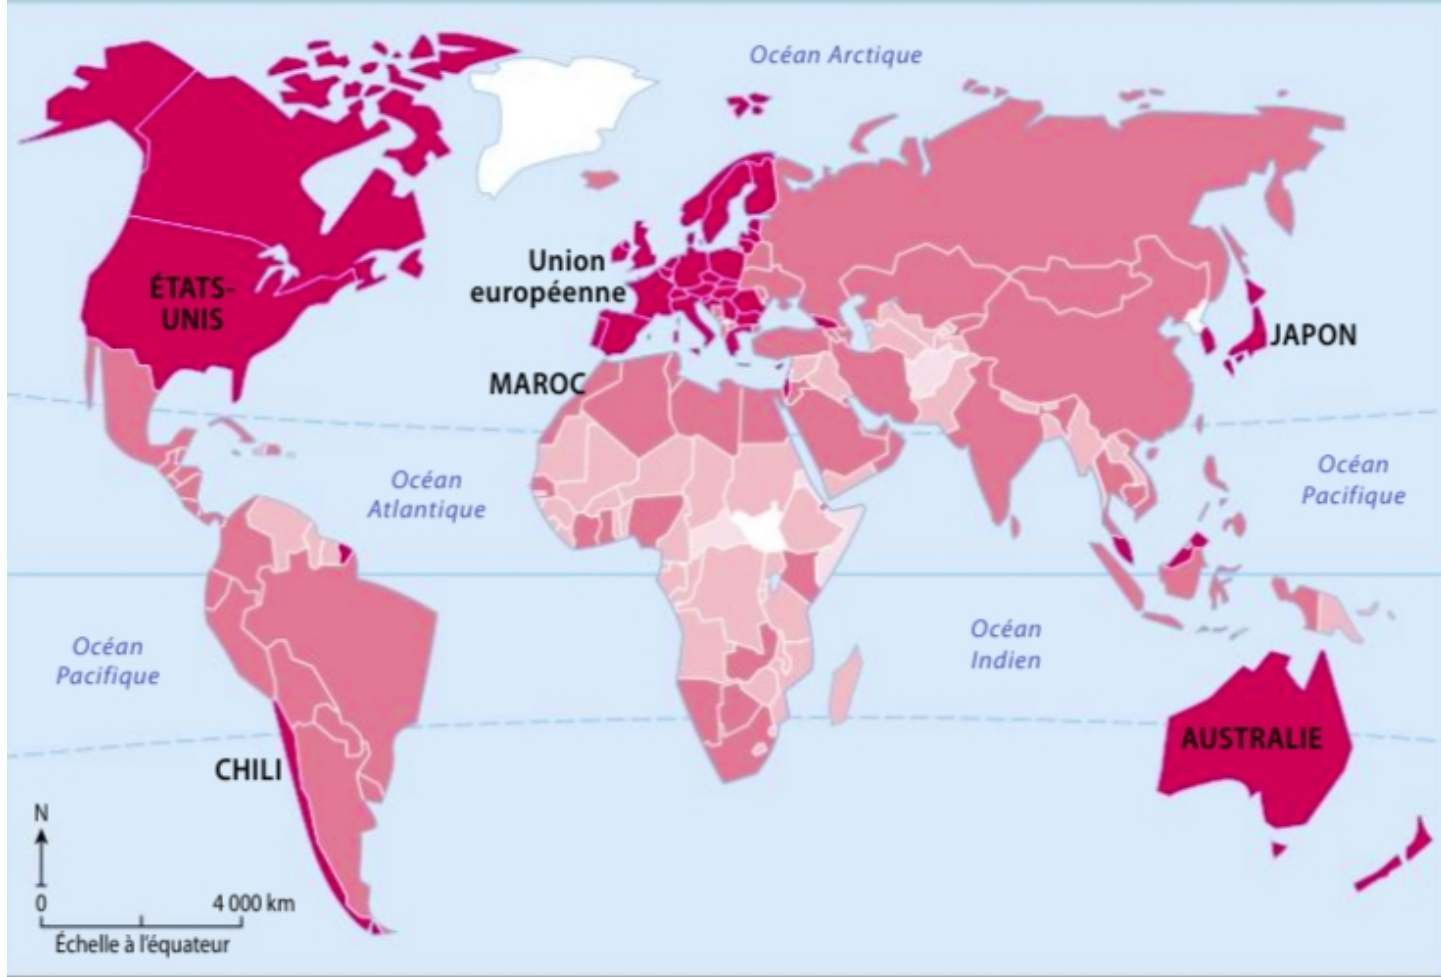 Océan Arctique
Union
européenne
ÉTATS-
UNIS
JAPON
MAROC
Océan
Atlantique
Océan
Pacifique
Océan
Pacifique
Océan
Indien
AUSTRALIE
CHILI
N
0
4 000 km
Échelle à l'équateur